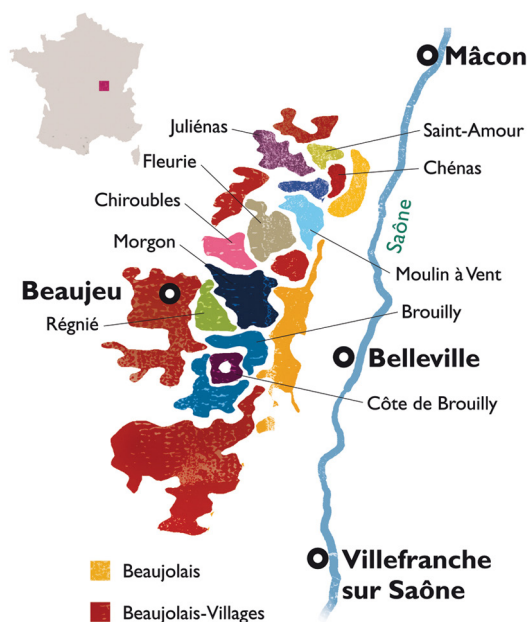 Mâcon
Juliénas
Saint-Amour
Fleurie
Chénas
Chiroubles
Saône
Morgon
Moulin à Vent
Beaujeu
Brouilly
Régnié
Belleville
Côte de Brouilly
Villefranche
sur Saône
Beaujolais
Beaujolais-Villages